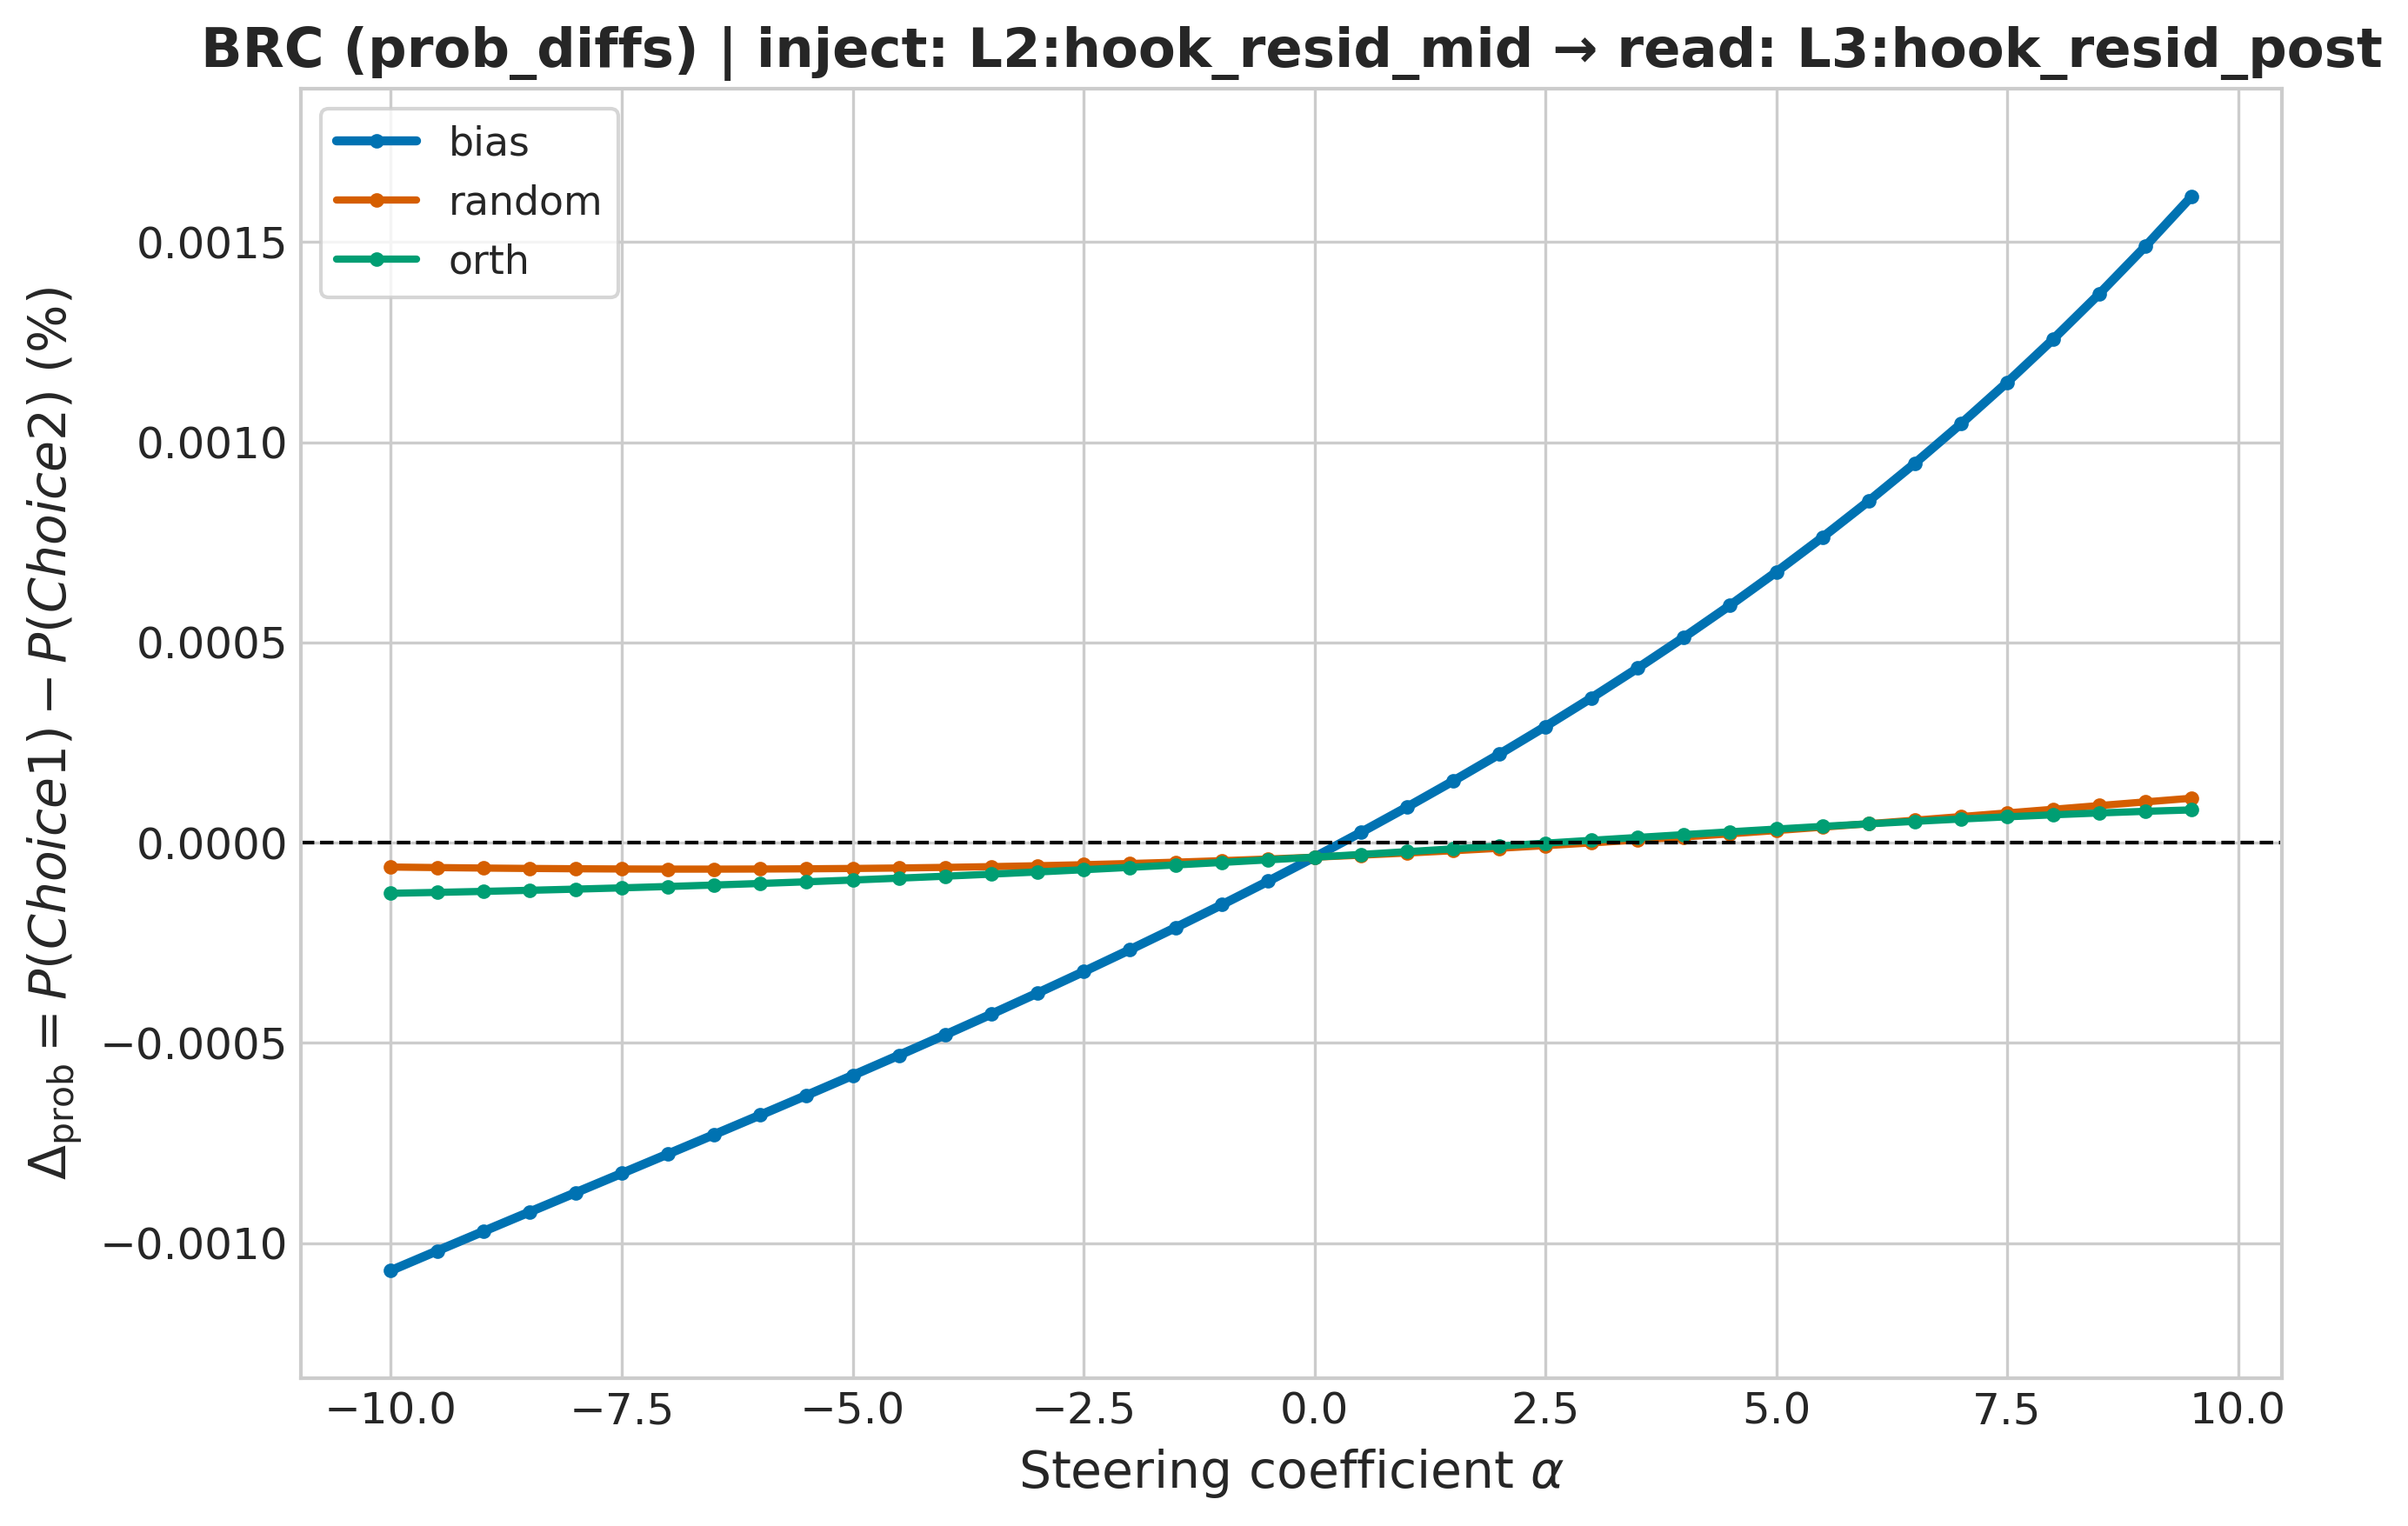 BRC (prob_diffs) | inject: L2:hook_resid_mid → read: L3:hook_resid_post
bias
random
orth
Δprob = P(Choice1) − P(Choice2) (%)
0.0015
0.0010
0.0005
0.0000
−0.0005
−0.0010
−10.0 −7.5 −5.0 −2.5 0.0 2.5 5.0 7.5 10.0
Steering coefficient α